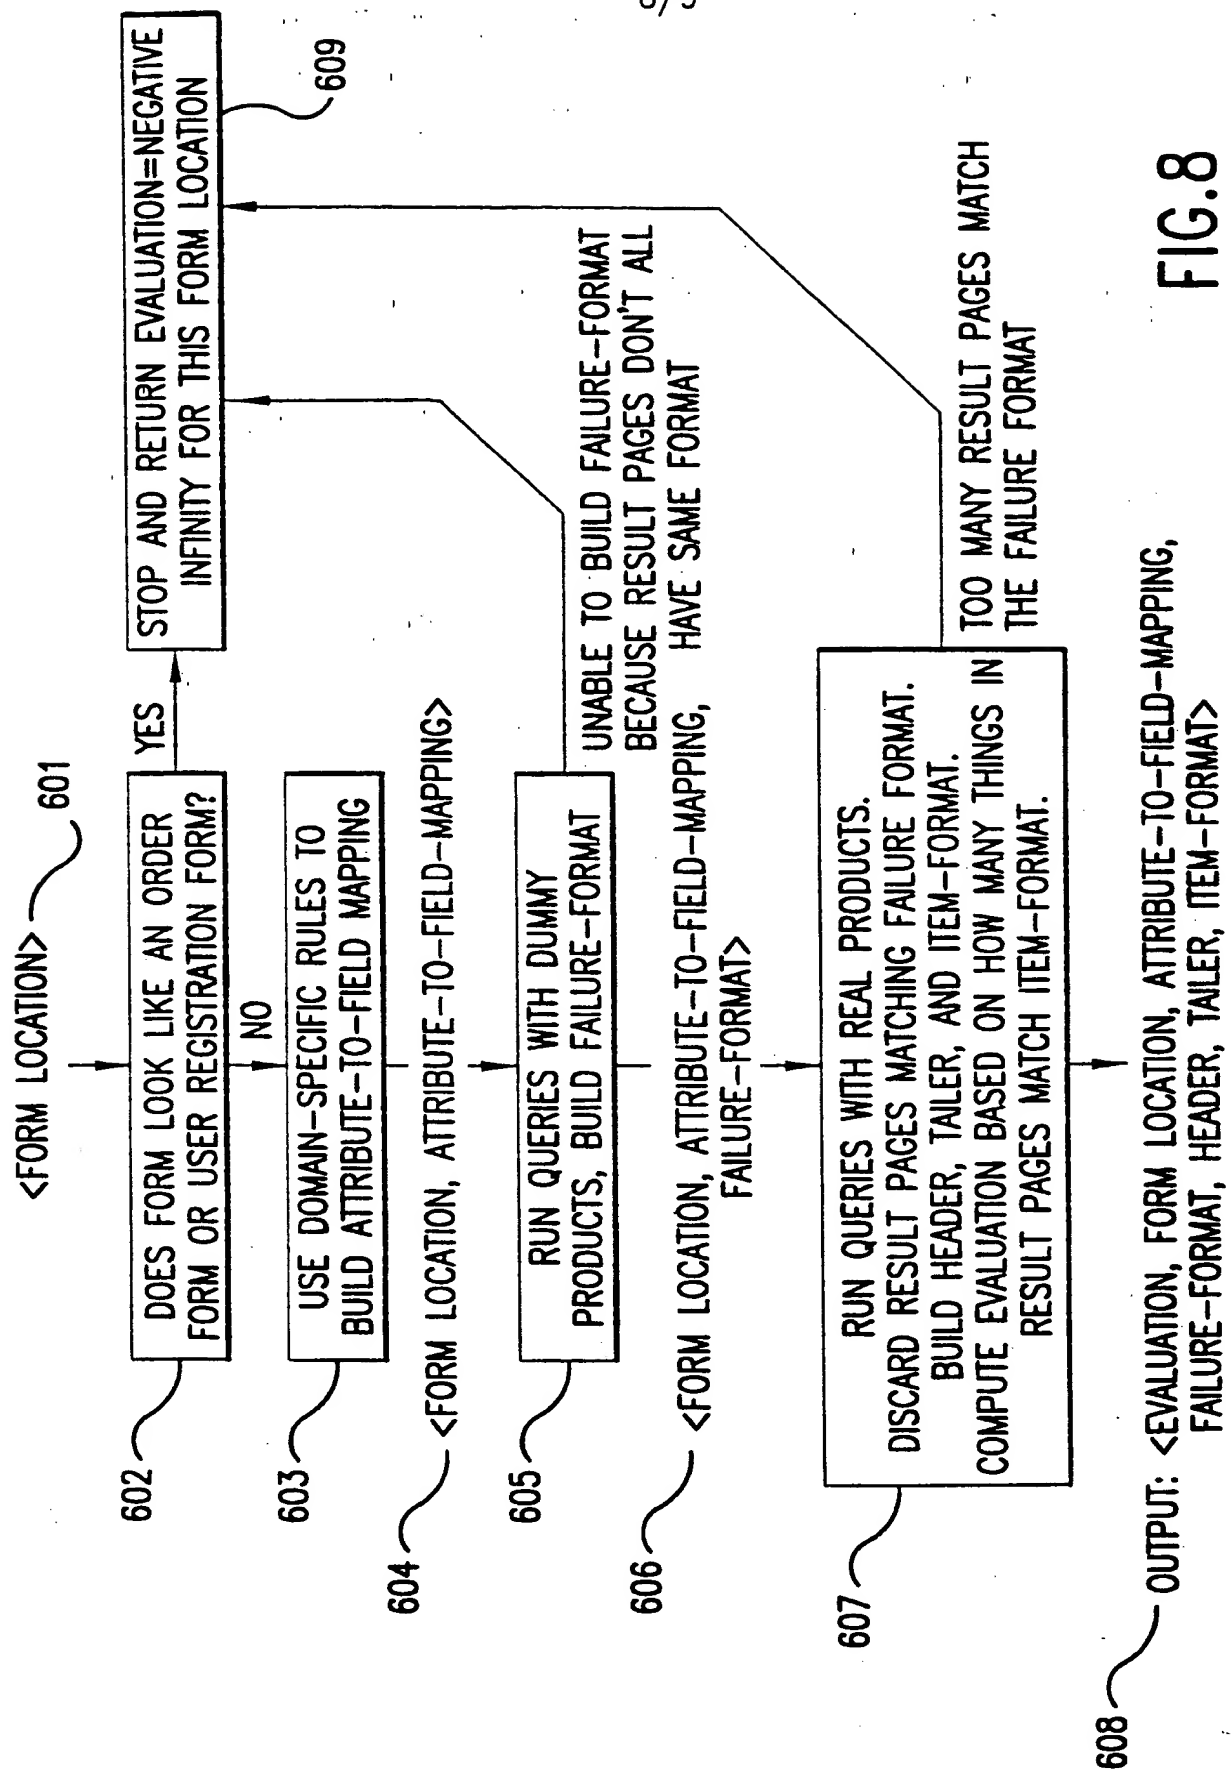 <FORM LOCATION>
601
602
DOES FORM LOOK LIKE AN ORDER
FORM OR USER REGISTRATION FORM?
YES
STOP AND RETURN EVALUATION=NEGATIVE
INFINITY FOR THIS FORM LOCATION
609
NO
603
USE DOMAIN-SPECIFIC RULES TO
BUILD ATTRIBUTE-TO-FIELD MAPPING
604
<FORM LOCATION, ATTRIBUTE-TO-FIELD-MAPPING>
605
RUN QUERIES WITH DUMMY
PRODUCTS, BUILD FAILURE-FORMAT
UNABLE TO BUILD FAILURE-FORMAT
BECAUSE RESULT PAGES DON'T ALL
HAVE SAME FORMAT
606
<FORM LOCATION, ATTRIBUTE-TO-FIELD-MAPPING,
FAILURE-FORMAT>
607
RUN QUERIES WITH REAL PRODUCTS.
DISCARD RESULT PAGES MATCHING FAILURE FORMAT.
BUILD HEADER, TAILER, AND ITEM-FORMAT.
COMPUTE EVALUATION BASED ON HOW MANY THINGS IN
RESULT PAGES MATCH ITEM-FORMAT.
TOO MANY RESULT PAGES MATCH
THE FAILURE FORMAT
608
OUTPUT: <EVALUATION, FORM LOCATION, ATTRIBUTE-TO-FIELD-MAPPING,
FAILURE-FORMAT, HEADER, TAILER, ITEM-FORMAT>
FIG.8